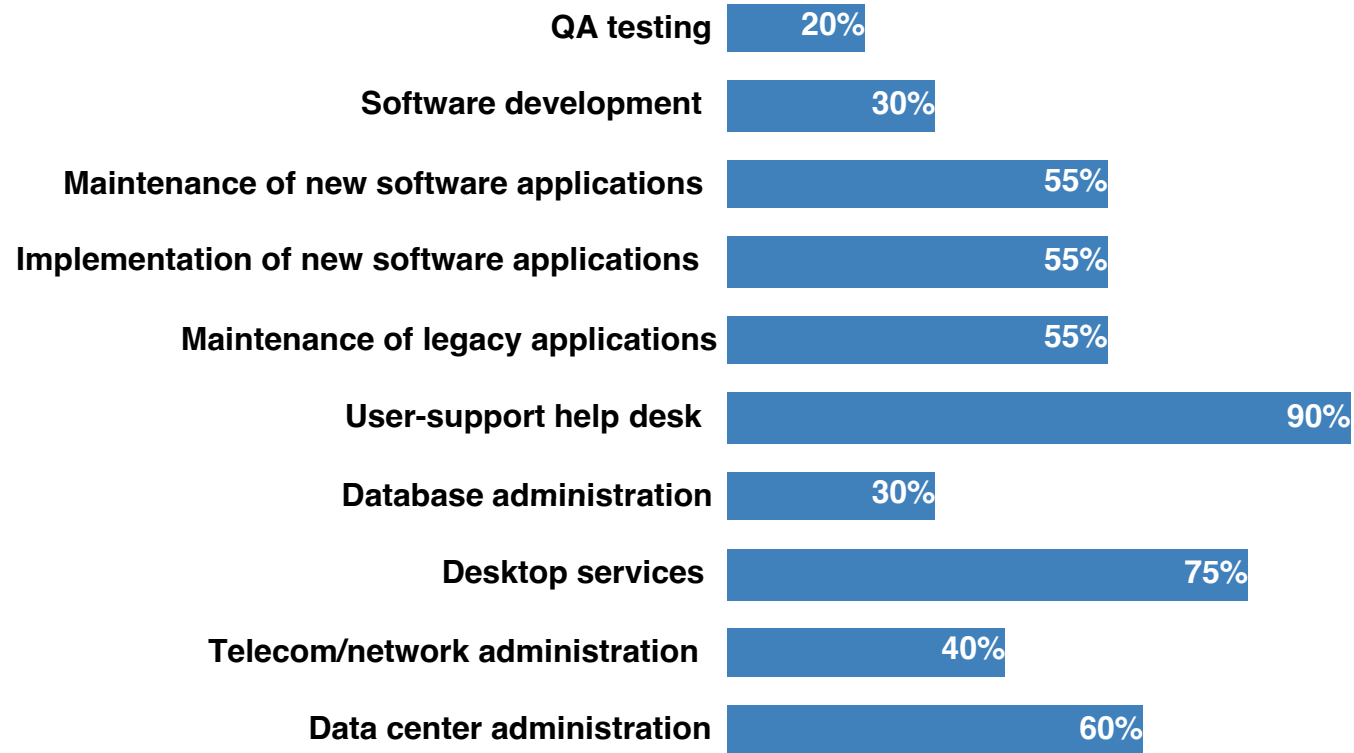 QA testing 20%
Software development 30%
Maintenance of new software applications 55%
Implementation of new software applications 55%
Maintenance of legacy applications 55%
User-support help desk 90%
Database administration 30%
Desktop services 75%
Telecom/network administration 40%
Data center administration 60%